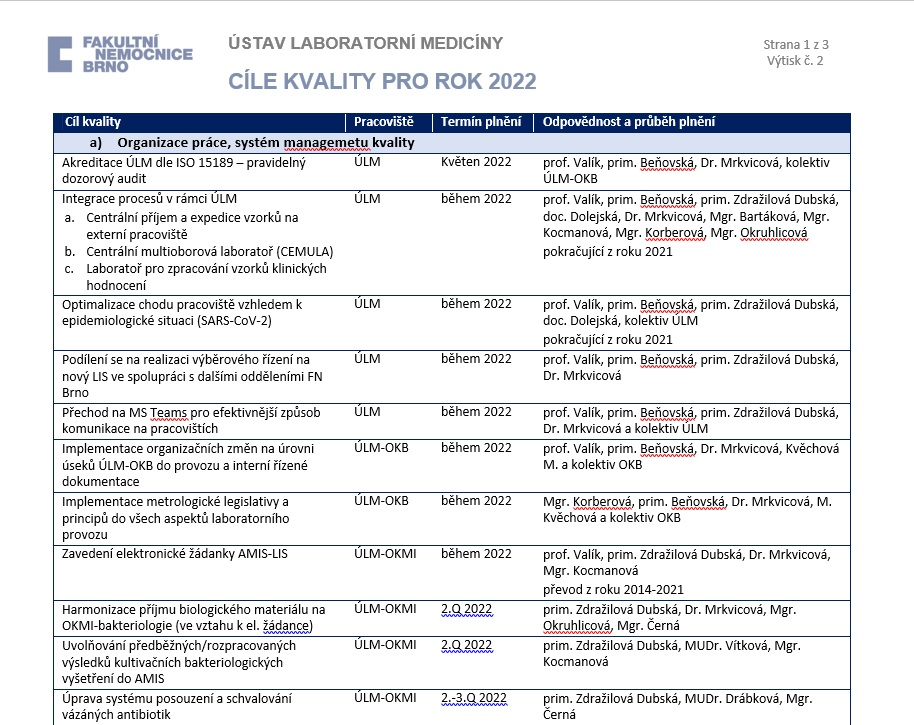 FAKULTNÍ
NEMOCNICE
BRNO
ÚSTAV LABORATORNÍ MEDICÍNY
CÍLE KVALITY PRO ROK 2022
Strana 1 z 3
Výtisk č. 2
Cíl kvality Pracoviště Termín plnění Odpovědnost a průběh plnění
a) Organizace práce, systém managemetu kvality
Akreditace ÚLM dle ISO 15189 – pravidelný
dozorový audit
ÚLM
Květen 2022
prof. Valík, prim. Beňovská, Dr. Mrkvicová, kolektiv
ÚLM-OKB
Integrace procesů v rámci ÚLM
a. Centrální příjem a expedice vzorků na
externí pracoviště
b. Centrální multioborová laboratoř (CEMULA)
c. Laboratoř pro zpracování vzorků klinických
hodnocení
ÚLM
během 2022
prof. Valík, prim. Beňovská, prim. Zdražilová Dubská,
doc. Dolejská, Dr. Mrkvicová, Mgr. Bartáková, Mgr.
Kocmanová, Mgr. Korberová, Mgr. Okruhlicová
pokračující z roku 2021
Optimalizace chodu pracoviště vzhledem k
epidemiologické situaci (SARS-CoV-2)
ÚLM
během 2022
prof. Valík, prim. Beňovská, prim. Zdražilová Dubská,
doc. Dolejská, kolektiv ÚLM
pokračující z roku 2021
Podílení se na realizaci výběrového řízení na
nový LIS ve spolupráci s dalšími odděleními FN
Brno
ÚLM
během 2022
prof. Valík, prim. Beňovská, prim. Zdražilová Dubská,
Dr. Mrkvicová
Přechod na MS Teams pro efektivnější způsob
komunikace na pracovištích
ÚLM
během 2022
prof. Valík, prim. Beňovská, prim. Zdražilová Dubská,
Dr. Mrkvicová a kolektiv ÚLM
Implementace organizačních změn na úrovni
úseků ÚLM-OKB do provozu a interní řízené
dokumentace
ÚLM-OKB
během 2022
prof. Valík, prim. Beňovská, Dr. Mrkvicová, Kvěchová
M. a kolektiv OKB
Implementace metrologické legislativy a
principů do všech aspektů laboratorního
provozu
ÚLM-OKB
během 2022
Mgr. Korberová, prim. Beňovská, Dr. Mrkvicová, M.
Kvěchová a kolektiv OKB
Zavedení elektronické žádanky AMIS-LIS
ÚLM-OKMI
během 2022
prof. Valík, prim. Zdražilová Dubská, Dr. Mrkvicová,
Mgr. Kocmanová
převod z roku 2014-2021
Harmonizace příjmu biologického materiálu na
OKMI-bakteriologie (ve vztahu k el. žádance)
ÚLM-OKMI
2.Q 2022
prim. Zdražilová Dubská, Dr. Mrkvicová, Mgr.
Okruhlicová, Mgr. Černá
Uvolňování předběžných/rozpracovaných
výsledků kultivačních bakteriologických
vyšetření do AMIS
ÚLM-OKMI
2.Q 2022
prim. Zdražilová Dubská, MUDr. Vítková, Mgr.
Kocmanová
Úprava systému posouzení a schvalování
vázáných antibiotik
ÚLM-OKMI
2.-3.Q 2022
prim. Zdražilová Dubská, MUDr. Drábková, Mgr.
Černá